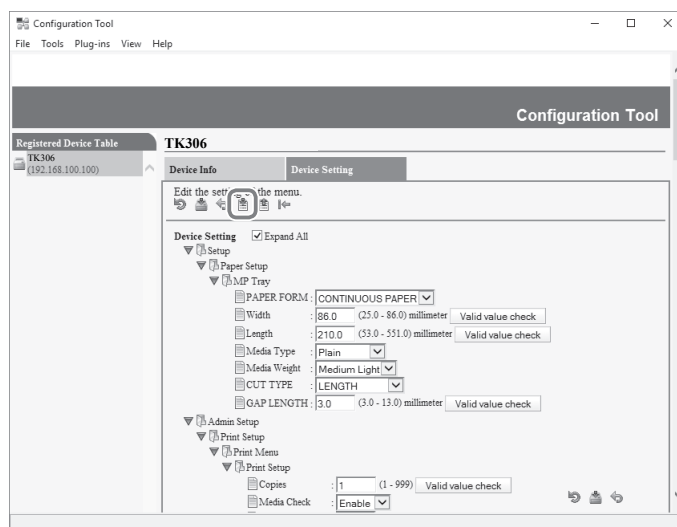 Configuration Tool
File Tools Plug-ins View Help
Configuration Tool
Registered Device Table
TK306
(192.168.100.100)
TK306
Device Info Device Setting
Edit the setting of the menu.
Device Setting Expand All
Setup
Paper Setup
MP Tray
PAPER FORM : CONTINUOUS PAPER
Width : 86.0 (25.0 - 86.0) millimeter Valid value check
Length : 210.0 (53.0 - 551.0) millimeter Valid value check
Media Type : Plain
Media Weight : Medium Light
CUT TYPE : LENGTH
GAP LENGTH : 3.0 (3.0 - 13.0) millimeter Valid value check
Admin Setup
Print Setup
Print Menu
Print Setup
Copies : 1 (1 - 999) Valid value check
Media Check : Enable